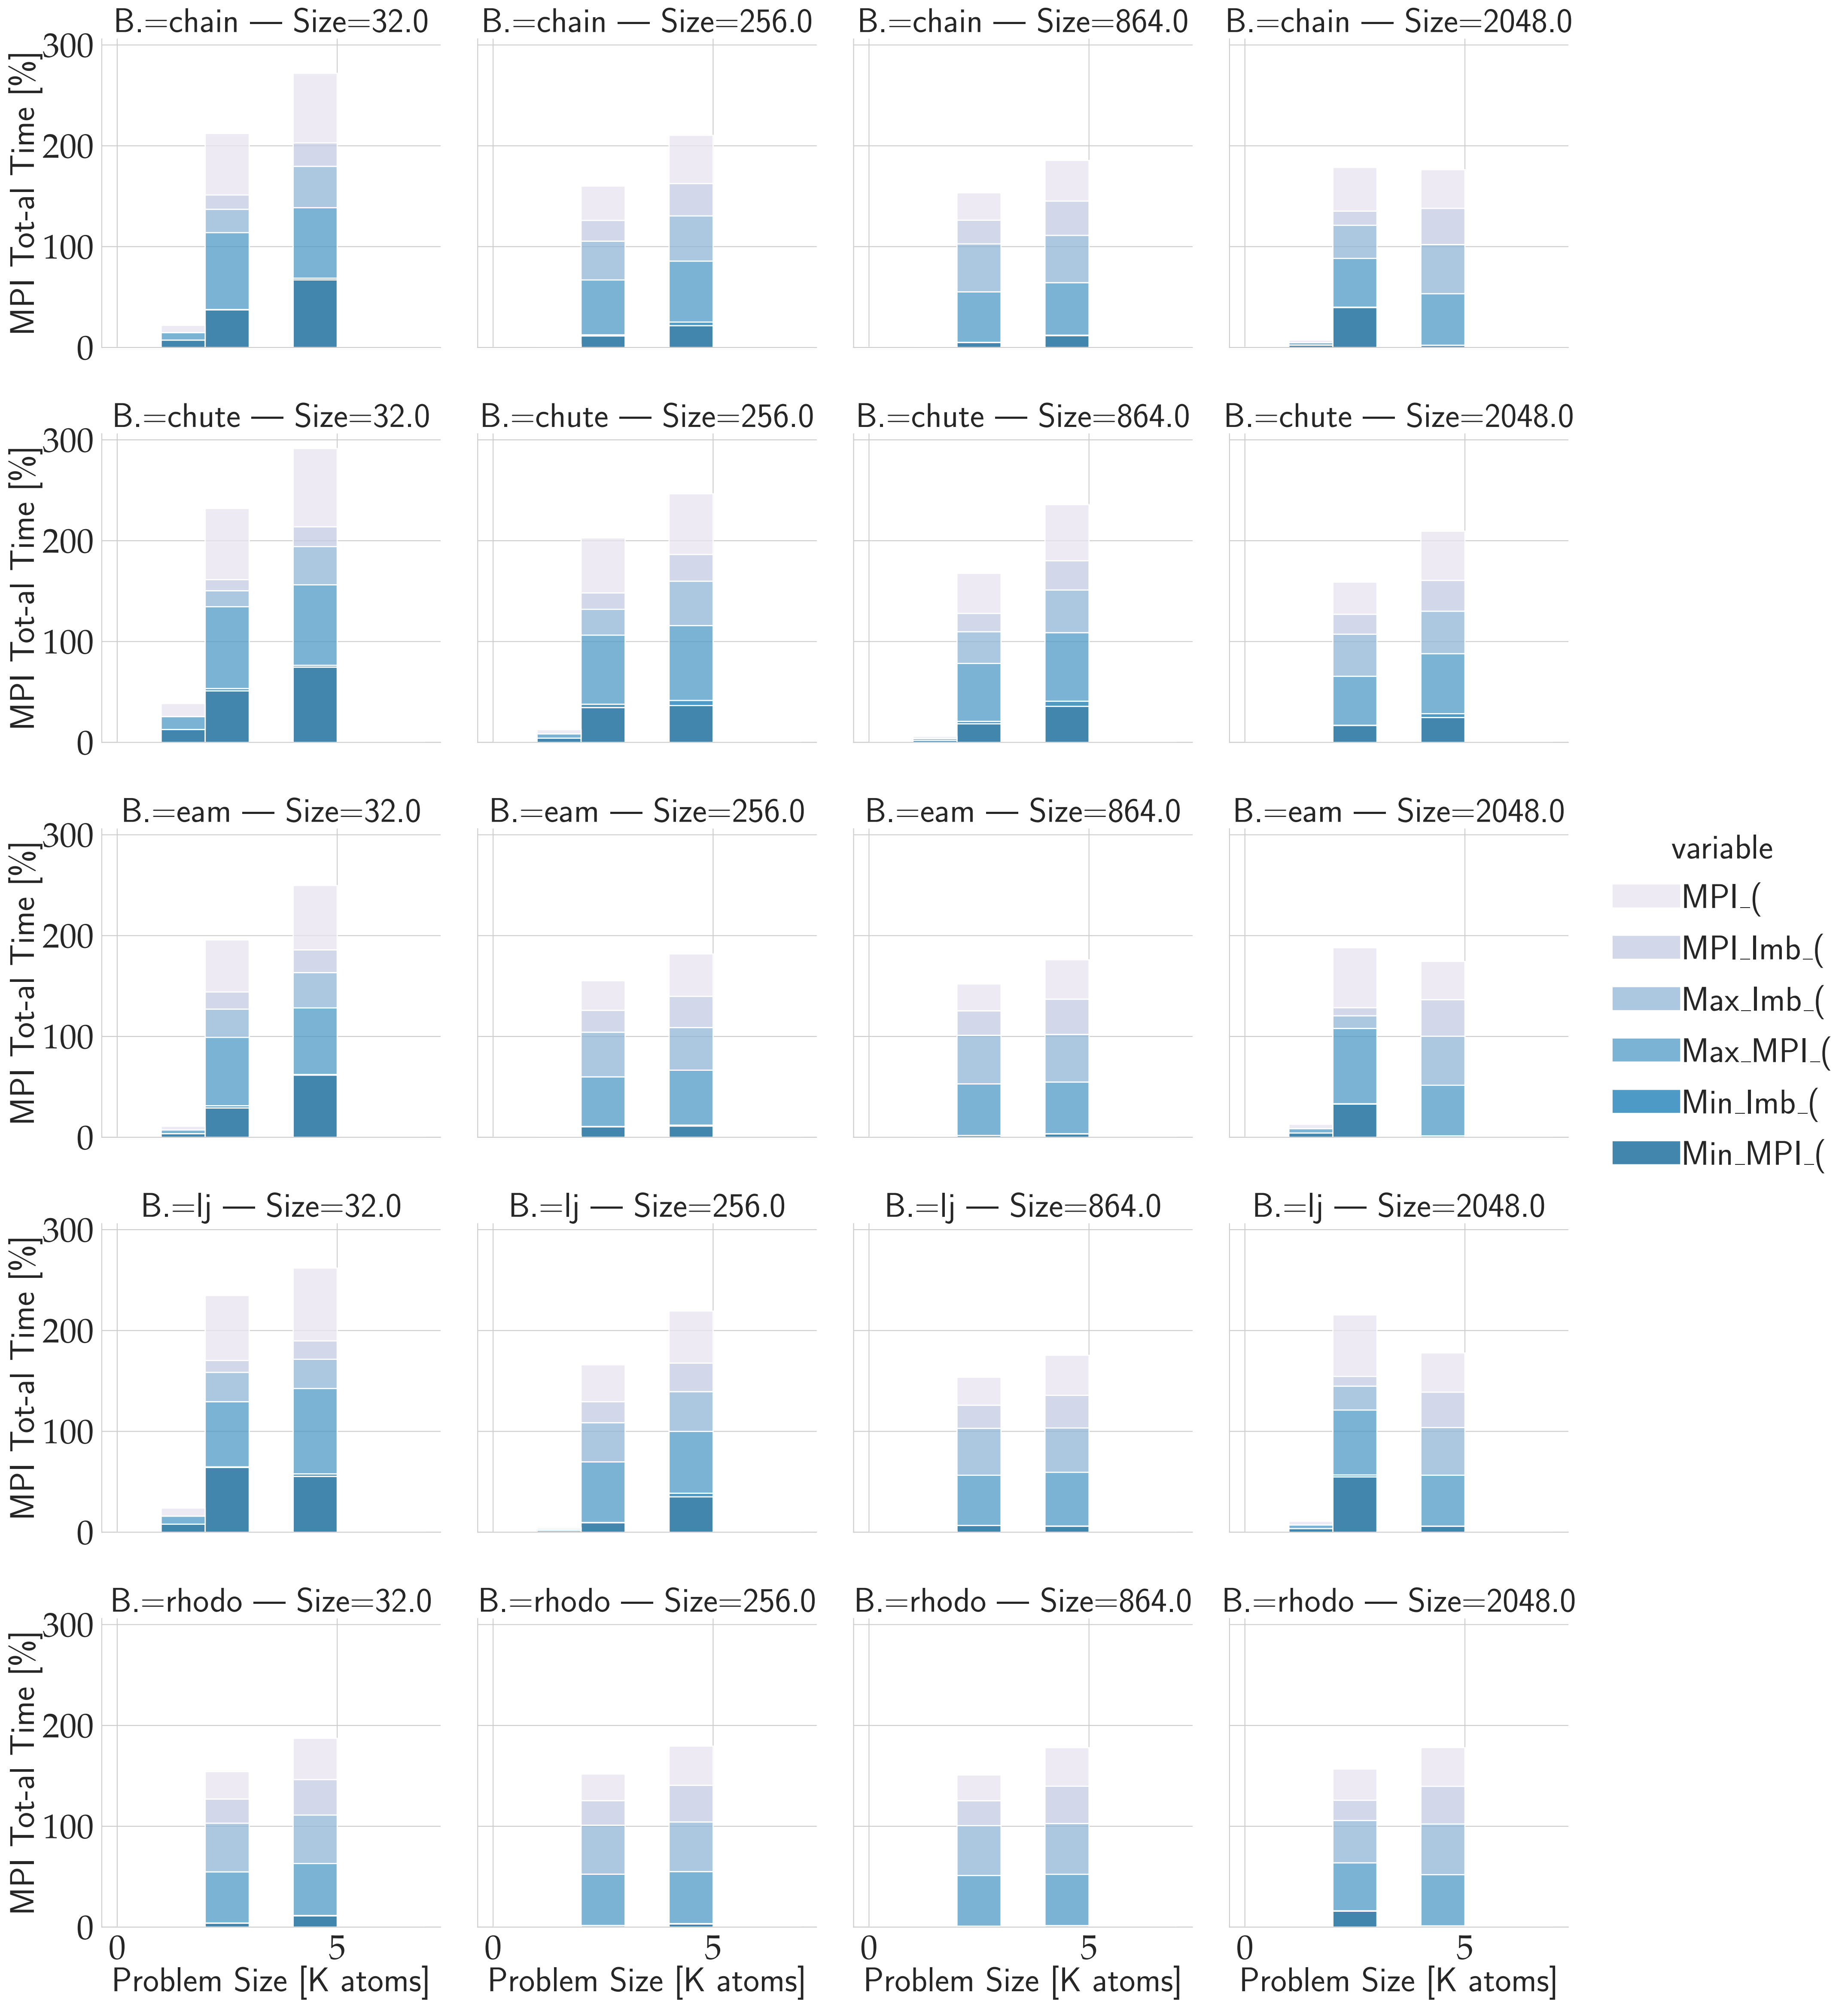 B.=chain — Size=32.0
B.=chain — Size=256.0
B.=chain — Size=864.0
B.=chain — Size=2048.0
300
200
100
0
MPI Tot-al Time [%]
B.=chute — Size=32.0
B.=chute — Size=256.0
B.=chute — Size=864.0
B.=chute — Size=2048.0
300
200
100
0
MPI Tot-al Time [%]
B.=eam — Size=32.0
B.=eam — Size=256.0
B.=eam — Size=864.0
B.=eam — Size=2048.0
300
200
100
0
MPI Tot-al Time [%]
variable
MPI_(
MPI_Imb_(
Max_Imb_(
Max_MPI_(
Min_Imb_(
Min_MPI_(
B.=lj — Size=32.0
B.=lj — Size=256.0
B.=lj — Size=864.0
B.=lj — Size=2048.0
300
200
100
0
MPI Tot-al Time [%]
B.=rhodo — Size=32.0
B.=rhodo — Size=256.0
B.=rhodo — Size=864.0
B.=rhodo — Size=2048.0
300
200
100
0
MPI Tot-al Time [%]
0 5
0 5
0 5
0 5
Problem Size [K atoms]
Problem Size [K atoms]
Problem Size [K atoms]
Problem Size [K atoms]